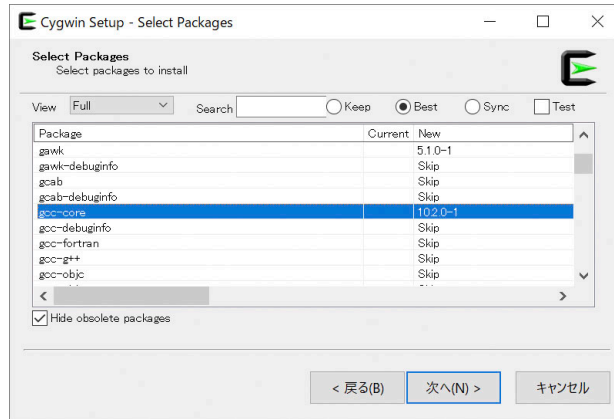 Cygwin Setup - Select Packages
Select Packages
Select packages to install
View Full Search Keep Best Sync Test
Package Current New
gawk 5.1.0-1
gawk-debuginfo Skip
gcab Skip
gcab-debuginfo Skip
gcc-core 10.2.0-1
gcc-debuginfo Skip
gcc-fortran Skip
gcc-g++ Skip
gcc-objc Skip
Hide obsolete packages
< 戻る(B) 次へ(N) > キャンセル